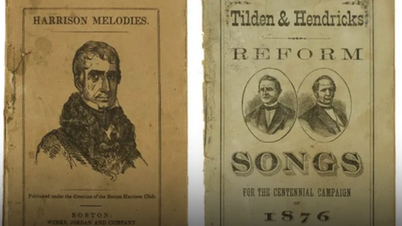 HARRISON MELODIES.
Published under the direction of the Boston Harrison Club.
BOSTON:
WEEKS, JORDAN AND COMPANY
Tilden & Hendricks
REFORM
SONGS
FOR THE CENTENNIAL CAMPAIGN
OF
1876